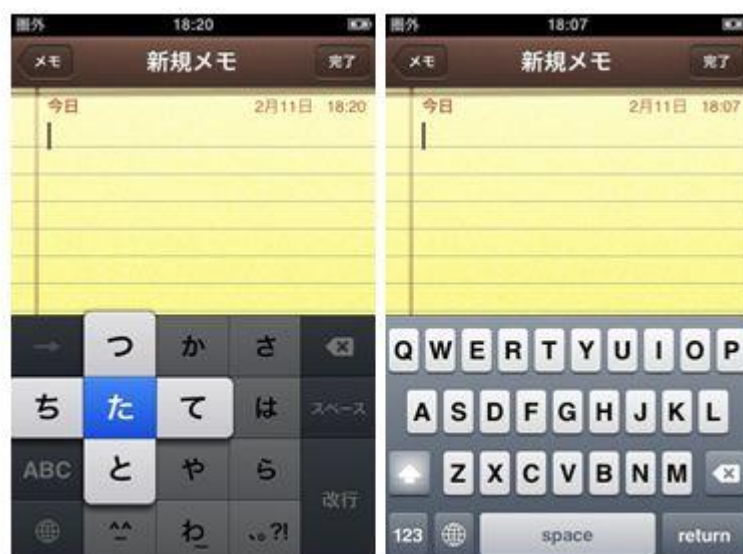 圏外 18:20
メモ 新規メモ 完了
今日 2月11日 18:20
→ つ か さ
ち た て は スペース
ABC と や ら
改行
^^ わ_ 、。?!
圏外 18:07
メモ 新規メモ 完了
今日 2月11日 18:07
Q W E R T Y U I O P
A S D F G H J K L
Z X C V B N M
123 space return